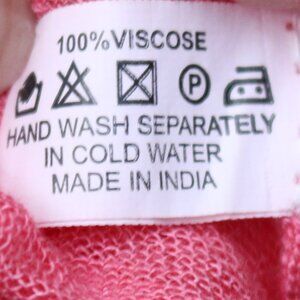 100% VISCOSE
P
HAND WASH SEPARATELY
IN COLD WATER
MADE IN INDIA